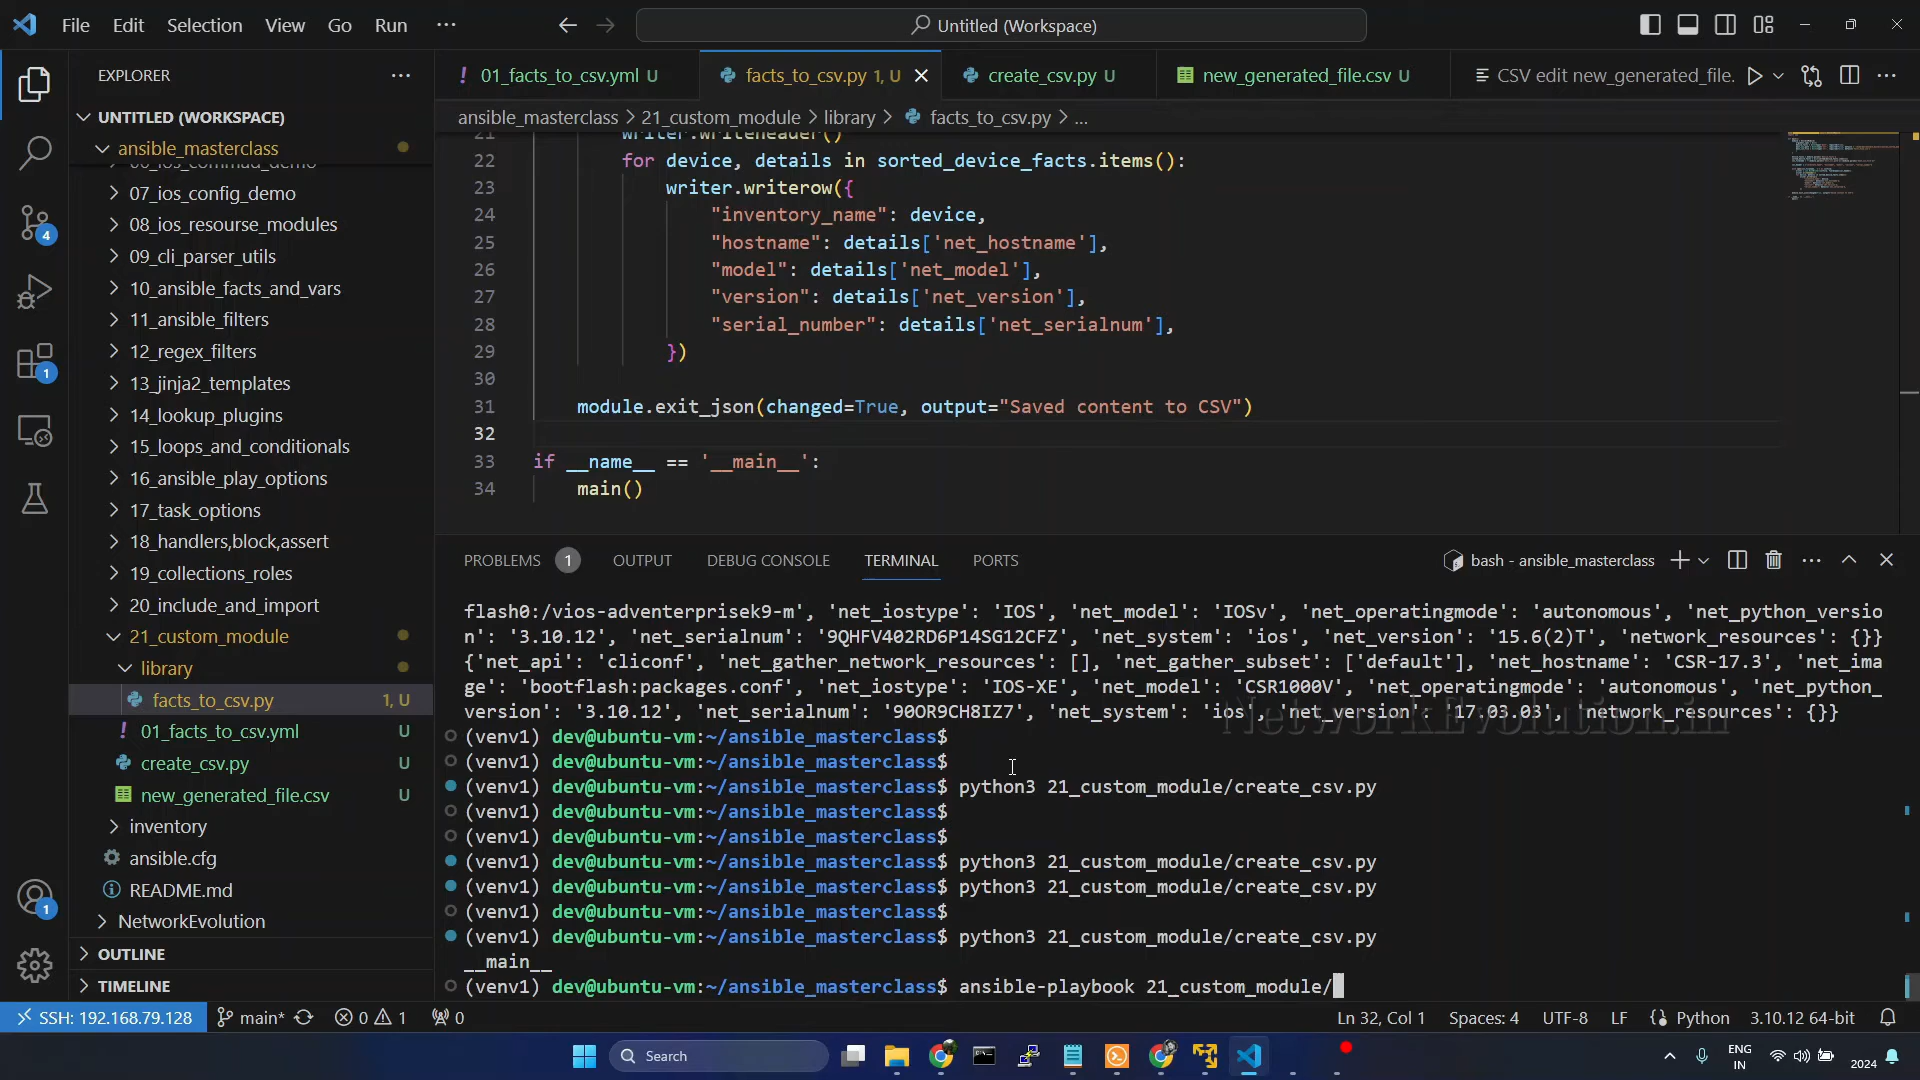 File Edit Selection View Go Run ··· Untitled (Workspace)
EXPLORER ···
! 01_facts_to_csv.yml U facts_to_csv.py 1, U create_csv.py U new_generated_file.csv U CSV edit new_generated_file. ···
UNTITLED (WORKSPACE)
ansible_masterclass
07_ios_config_demo
08_ios_resourse_modules
09_cli_parser_utils
10_ansible_facts_and_vars
11_ansible_filters
12_regex_filters
13_jinja2_templates
14_lookup_plugins
15_loops_and_conditionals
16_ansible_play_options
17_task_options
18_handlers,block,assert
19_collections_roles
20_include_and_import
21_custom_module
library
facts_to_csv.py 1, U
! 01_facts_to_csv.yml U
create_csv.py U
new_generated_file.csv U
inventory
ansible.cfg
README.md
NetworkEvolution
OUTLINE
TIMELINE
4
1
1
ansible_masterclass > 21_custom_module > library > facts_to_csv.py > ...
21 writer.writeheader()
22 for device, details in sorted_device_facts.items():
23 writer.writerow({
24 "inventory_name": device,
25 "hostname": details['net_hostname'],
26 "model": details['net_model'],
27 "version": details['net_version'],
28 "serial_number": details['net_serialnum'],
29 })
30
31 module.exit_json(changed=True, output="Saved content to CSV")
32
33 if __name__ == '__main__':
34 main()
PROBLEMS 1 OUTPUT DEBUG CONSOLE TERMINAL PORTS bash - ansible_masterclass ···
flash0:/vios-adventerprisek9-m', 'net_iostype': 'IOS', 'net_model': 'IOSv', 'net_operatingmode': 'autonomous', 'net_python_versio
n': '3.10.12', 'net_serialnum': '9QHFV402RD6P14SG12CFZ', 'net_system': 'ios', 'net_version': '15.6(2)T', 'network_resources': {}}
{'net_api': 'cliconf', 'net_gather_network_resources': [], 'net_gather_subset': ['default'], 'net_hostname': 'CSR-17.3', 'net_ima
ge': 'bootflash:packages.conf', 'net_iostype': 'IOS-XE', 'net_model': 'CSR1000V', 'net_operatingmode': 'autonomous', 'net_python_
version': '3.10.12', 'net_serialnum': '90OR9CH8IZ7', 'net_system': 'ios', 'net_version': '17.03.03', 'network_resources': {}}
NetworkEvolution.in
(venv1) dev@ubuntu-vm:~/ansible_masterclass$
(venv1) dev@ubuntu-vm:~/ansible_masterclass$
(venv1) dev@ubuntu-vm:~/ansible_masterclass$ python3 21_custom_module/create_csv.py
(venv1) dev@ubuntu-vm:~/ansible_masterclass$
(venv1) dev@ubuntu-vm:~/ansible_masterclass$
(venv1) dev@ubuntu-vm:~/ansible_masterclass$ python3 21_custom_module/create_csv.py
(venv1) dev@ubuntu-vm:~/ansible_masterclass$ python3 21_custom_module/create_csv.py
(venv1) dev@ubuntu-vm:~/ansible_masterclass$
(venv1) dev@ubuntu-vm:~/ansible_masterclass$ python3 21_custom_module/create_csv.py
__main__
(venv1) dev@ubuntu-vm:~/ansible_masterclass$ ansible-playbook 21_custom_module/
SSH: 192.168.79.128 main* 0 1 0 Ln 32, Col 1 Spaces: 4 UTF-8 LF Python 3.10.12 64-bit
Search ENG IN 2024